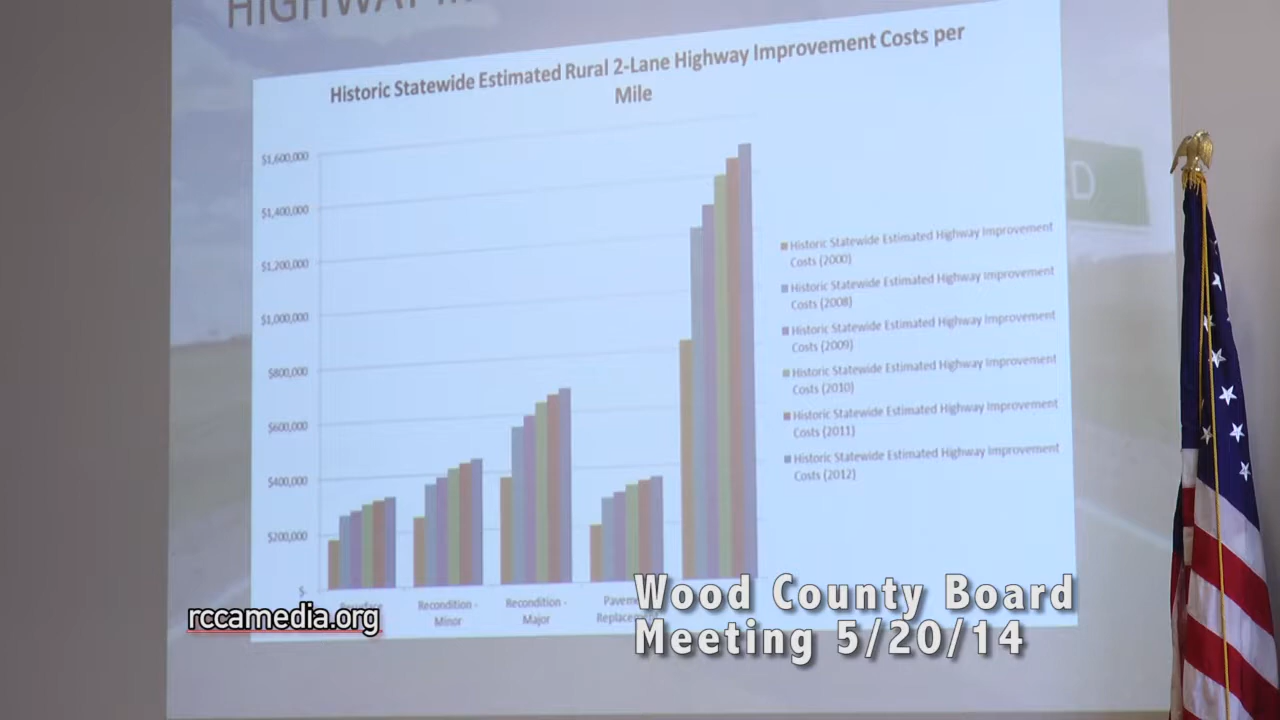 HIGHWAY
Historic Statewide Estimated Rural 2-Lane Highway Improvement Costs per
Mile
$1,600,000
$1,400,000
$1,200,000
$1,000,000
$800,000
$600,000
$400,000
$200,000
$-
Resurface
Recondition -
Minor
Recondition -
Major
Historic Statewide Estimated Highway Improvement
Costs (2000)
Historic Statewide Estimated Highway Improvement
Costs (2008)
Historic Statewide Estimated Highway Improvement
Costs (2009)
Historic Statewide Estimated Highway Improvement
Costs (2010)
Historic Statewide Estimated Highway Improvement
Costs (2011)
Historic Statewide Estimated Highway Improvement
Costs (2012)
rccamedia.org
Wood County Board
Meeting 5/20/14